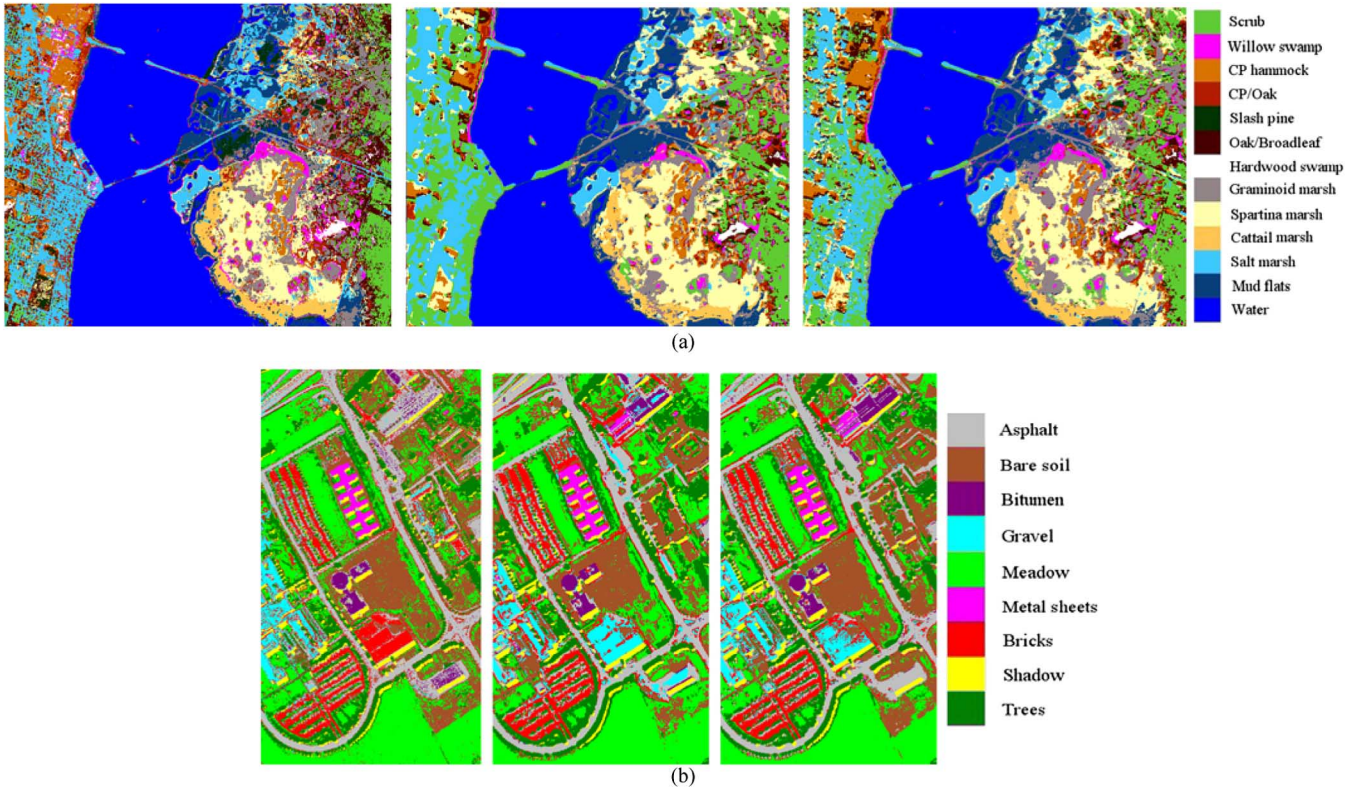 Scrub
Willow swamp
CP hammock
CP/Oak
Slash pine
Oak/Broadleaf
Hardwood swamp
Graminoid marsh
Spartina marsh
Cattail marsh
Salt marsh
Mud flats
Water
(a)
Asphalt
Bare soil
Bitumen
Gravel
Meadow
Metal sheets
Bricks
Shadow
Trees
(b)